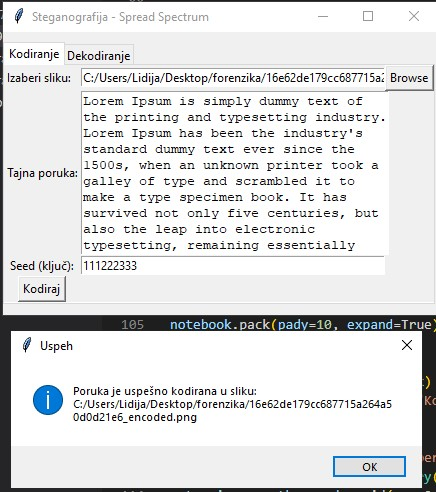 Steganografija - Spread Spectrum
Kodiranje
Dekodiranje
Izaberi sliku:
C:/Users/Lidija/Desktop/forenzika/16e62de179cc687715a2
Browse
Tajna poruka:
Lorem Ipsum is simply dummy text of
the printing and typesetting industry.
Lorem Ipsum has been the industry's
standard dummy text ever since the
1500s, when an unknown printer took a
galley of type and scrambled it to
make a type specimen book. It has
survived not only five centuries, but
also the leap into electronic
typesetting, remaining essentially
Seed (ključ):
111222333
Kodiraj
105 notebook.pack(pady=10, expand=True)
Uspeh
Poruka je uspešno kodirana u sliku:
C:/Users/Lidija/Desktop/forenzika/16e62de179cc687715a264a5
0d0d21e6_encoded.png
OK